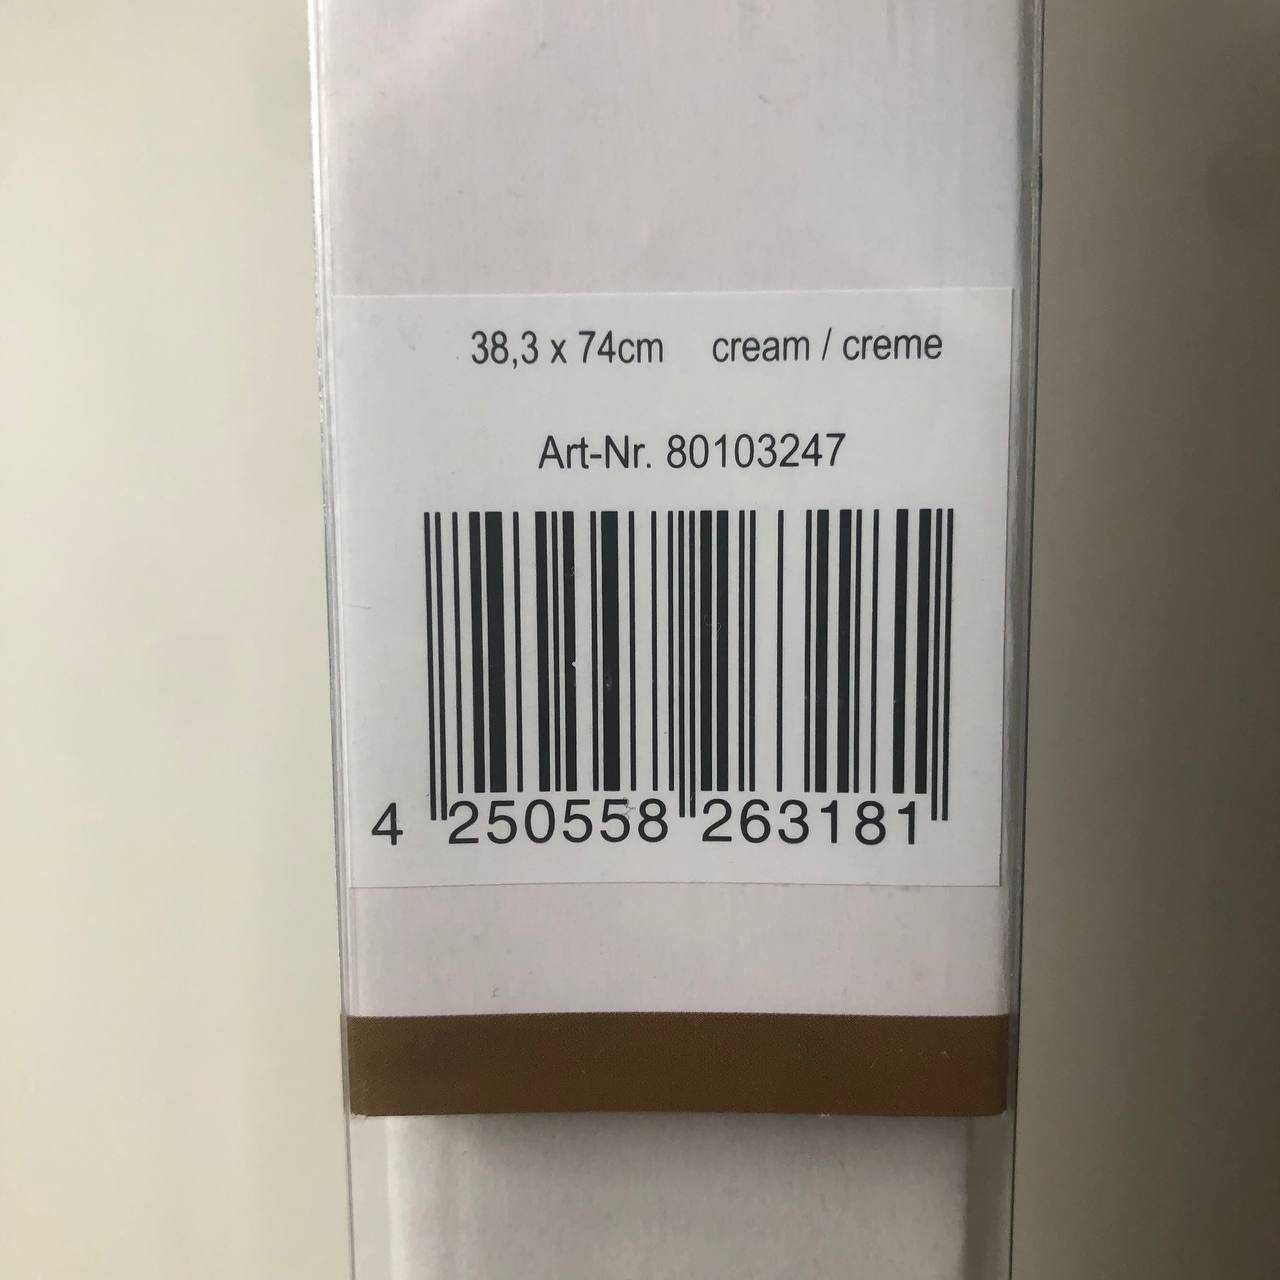 38,3 x 74cm cream / creme
Art-Nr. 80103247
4 250558 263181